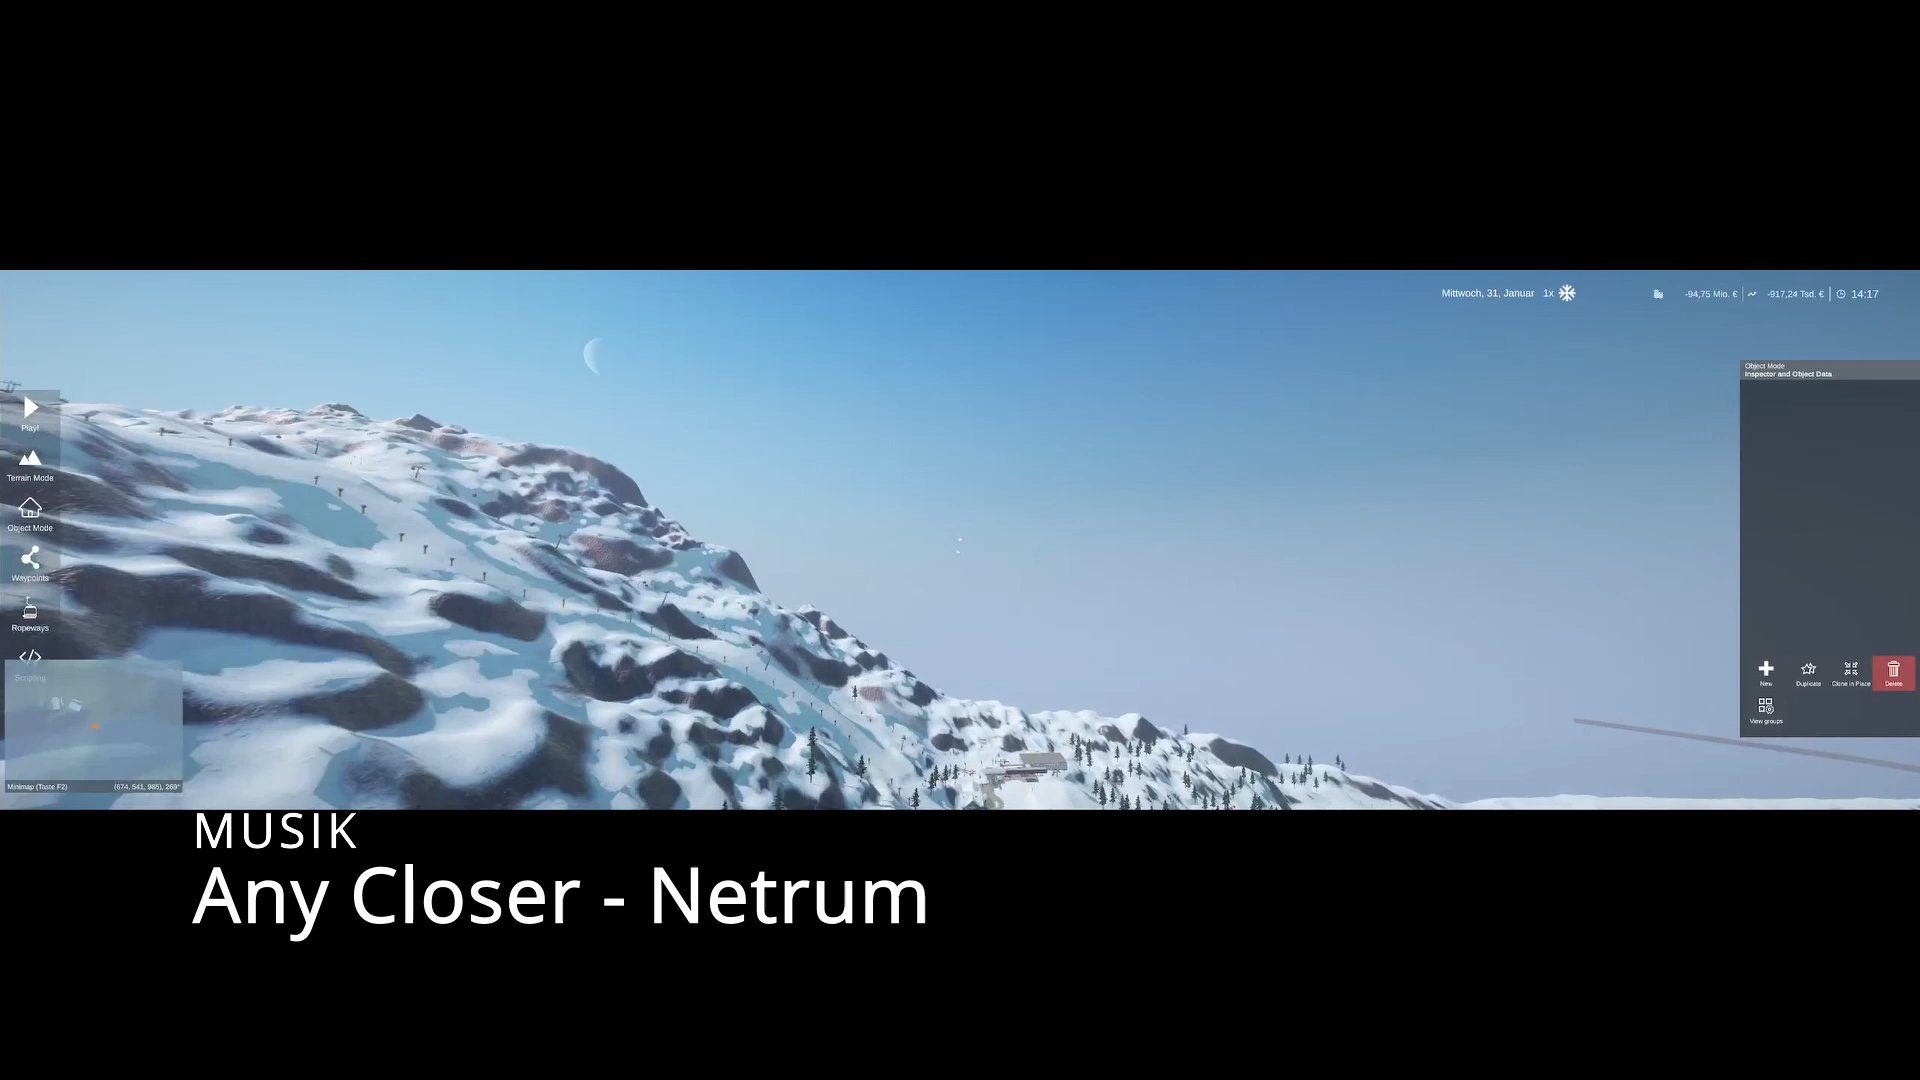 Mittwoch, 31, Januar 1x -94,75 Mio. € -917,24 Tsd. € 14:17
Object Mode
Inspector and Object Data
Play!
Terrain Mode
Object Mode
Waypoints
Ropeways
Scripting
New Duplicate Clone in Place Delete
View groups
Minimap (Taste F2) (674, 541, 985), 269°
MUSIK
Any Closer - Netrum